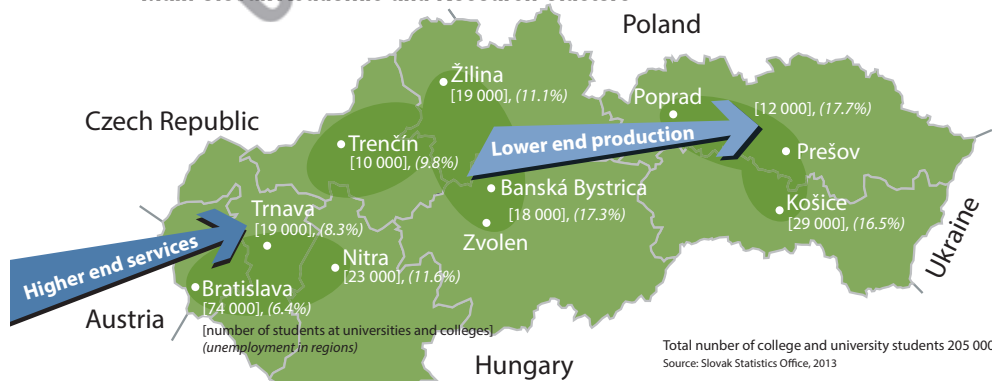 Poland
Žilina
[19 000], (11.1%)
Poprad
[12 000], (17.7%)
Czech Republic
Lower end production
Trenčín
[10 000], (9.8%)
Prešov
Banská Bystrica
[18 000], (17.3%)
Košice
[29 000], (16.5%)
Trnava
[19 000], (8.3%)
Zvolen
Ukraine
Higher end services
Nitra
[23 000], (11.6%)
Bratislava
[74 000], (6.4%)
Austria
[number of students at universities and colleges]
(unemployment in regions)
Hungary
Total nunber of college and university students 205 000
Source: Slovak Statistics Office, 2013